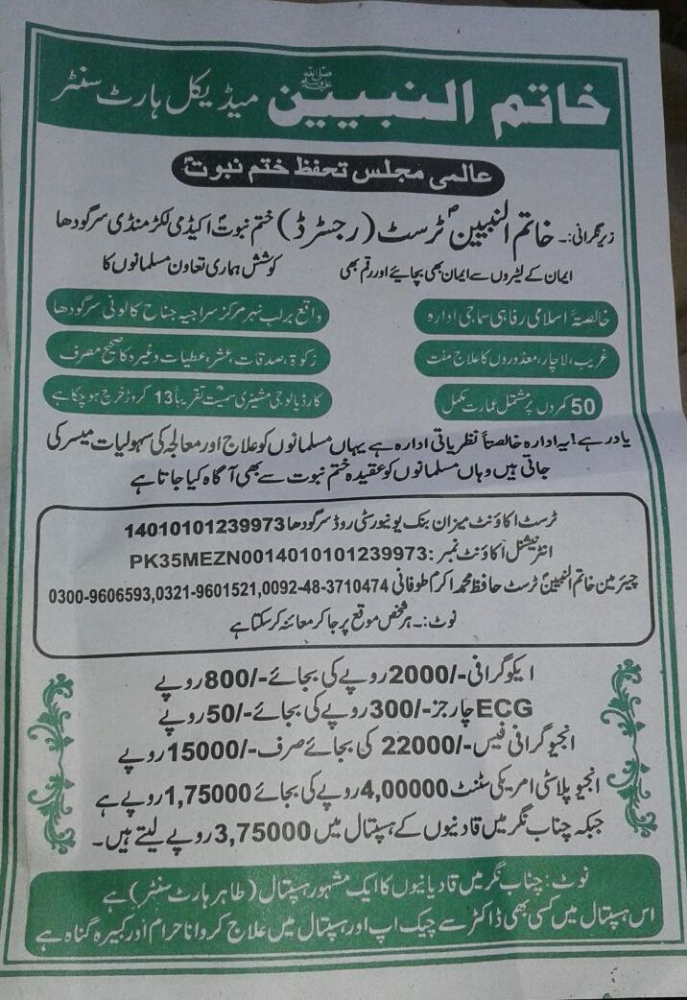 خاتم النبیین ﷺ میڈیکل ہارٹ سنٹر
عالمی مجلس تحفظ ختم نبوت
زیر نگرانی:۔ خاتم النبیینؐ ٹرسٹ (رجسٹرڈ) ختم نبوتؐ اکیڈمی لکڑمنڈی سرگودھا
ایمان کے لٹیروں سے ایمان بھی بچائیے اور رقم بھی کوشش ہماری تعاون مسلمانوں کا
خالصتہً اسلامی رفاہی سماجی ادارہ
واقع برلب نہر مرکز سراجیہ جناح کالونی سرگودھا
غریب، لاچار، معذوروں کا علاج مفت
زکوۃ، صدقات، عشر، عطیات وغیرہ کا صحیح مصرف
50 کمروں پر مشتمل عمارت مکمل
کارڈیالوجی مشینری سمیت تقریباً 13 کروڑ خرچ ہو چکا ہے
یاد رہے! یہ ادارہ خالصتاً نظریاتی ادارہ ہے یہاں مسلمانوں کو علاج اور معالجہ کی سہولیات میسر کی
جاتی ہیں وہاں مسلمانوں کو عقیدہ ختم نبوت سے بھی آگاہ کیا جاتا ہے
ٹرسٹ اکاؤنٹ میزان بنک یونیورسٹی روڈ سرگودھا 14010101239973
انٹرنیشنل آکاؤنٹ نمبر: PK35MEZN0014010101239973
چیئرمین خاتم النبیینؐ ٹرسٹ حافظ محمد اکرم طوفانی 0300-9606593,0321-9601521,0092-48-3710474
نوٹ:۔ ہر شخص موقع پر جا کر معائنہ کر سکتا ہے
ایکوگرافی -/2000 روپے کی بجائے -/800 روپے
ECG چارجز -/300 روپے کی بجائے -/50 روپے
انجیوگرافی فیس -/22000 کی بجائے صرف -/15000 روپے
انجیو پلاسٹی امریکی سٹنٹ 4,00000 روپے کی بجائے 1,75000 روپے ہے
جبکہ چناب نگر میں قادنیوں کے ہسپتال میں 3,75000 روپے لیتے ہیں۔
نوٹ: چناب نگر میں قادیانیوں کا ایک مشہور ہسپتال (طاہر ہارٹ سنٹر) ہے
اس ہسپتال میں کسی بھی ڈاکٹر سے چیک اپ اور ہسپتال میں علاج کروانا حرام اور کبیرہ گناہ ہے